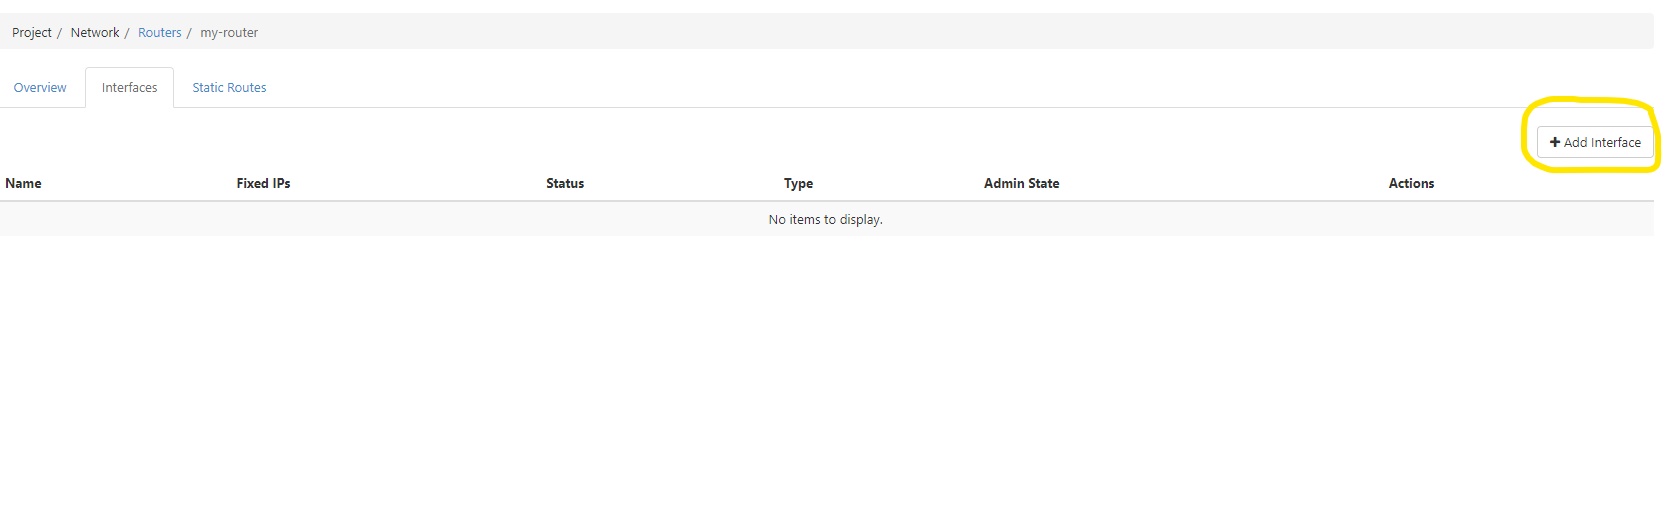 Project / Network / Routers / my-router
Overview Interfaces Static Routes
+ Add Interface
Name Fixed IPs Status Type Admin State Actions
No items to display.